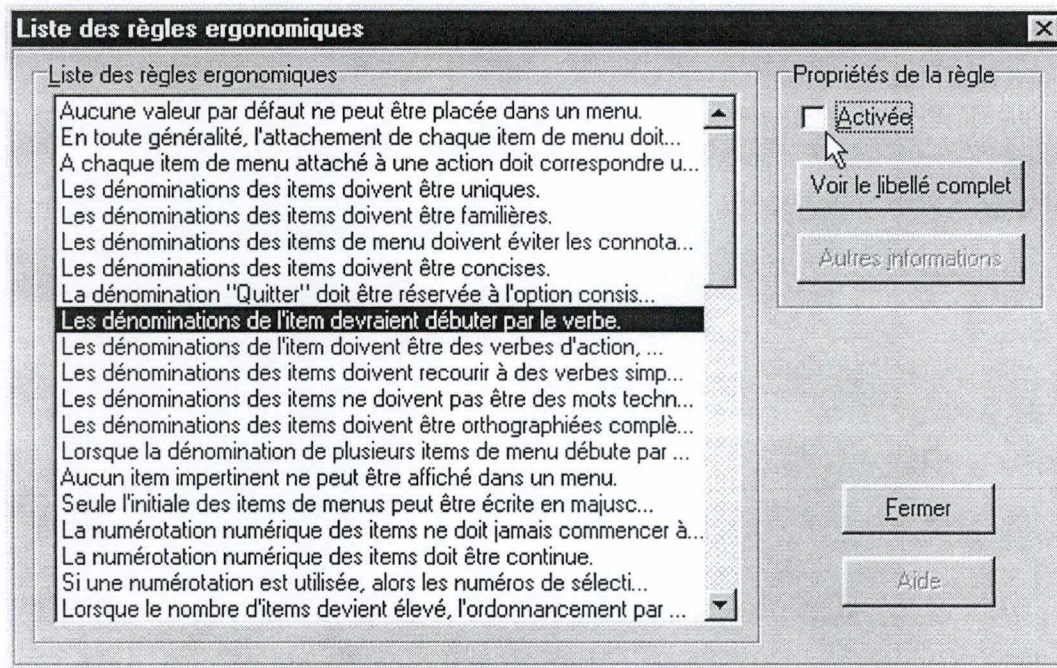 Liste des règles ergonomiques
Liste des règles ergonomiques
Aucune valeur par défaut ne peut être placée dans un menu.
En toute généralité, l'attachement de chaque item de menu doit...
A chaque item de menu attaché à une action doit correspondre u...
Les dénominations des items doivent être uniques.
Les dénominations des items doivent être familières.
Les dénominations des items de menu doivent éviter les connota...
Les dénominations des items doivent être concises.
La dénomination "Quitter" doit être réservée à l'option consis...
Les dénominations de l'item devraient débuter par le verbe.
Les dénominations de l'item doivent être des verbes d'action, ...
Les dénominations des items doivent recourir à des verbes simp...
Les dénominations des items ne doivent pas être des mots techn...
Les dénominations des items doivent être orthographiées complè...
Lorsque la dénomination de plusieurs items de menu débute par ...
Aucun item impertinent ne peut être affiché dans un menu.
Seule l'initiale des items de menus peut être écrite en majusc...
La numérotation numérique des items ne doit jamais commencer à...
La numérotation numérique des items doit être continue.
Si une numérotation est utilisée, alors les numéros de sélecti...
Lorsque le nombre d'items devient élevé, l'ordonnancement par ...
Propriétés de la règle
Activée
Voir le libellé complet
Autres informations
Fermer
Aide